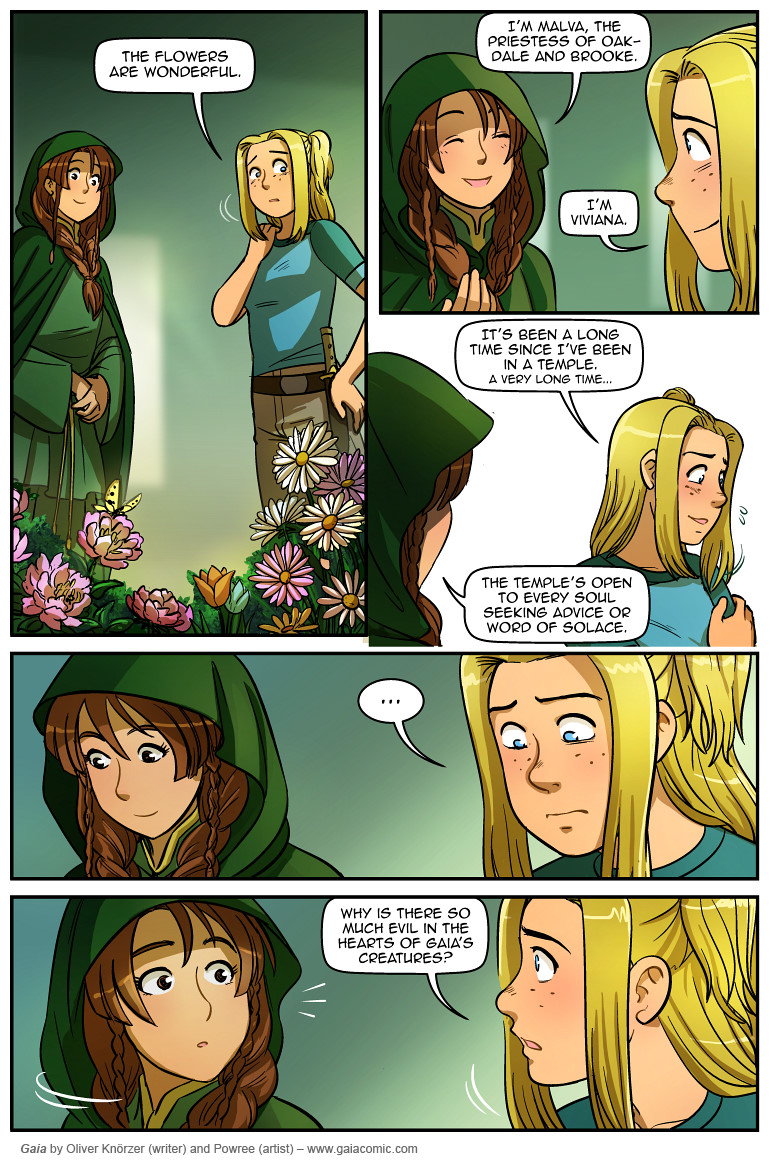 THE FLOWERS
ARE WONDERFUL.
I'M MALVA, THE
PRIESTESS OF OAK-
DALE AND BROOKE.
I'M
VIVIANA.
IT'S BEEN A LONG
TIME SINCE I'VE BEEN
IN A TEMPLE.
A VERY LONG TIME...
THE TEMPLE'S OPEN
TO EVERY SOUL
SEEKING ADVICE OR
WORD OF SOLACE.
...
WHY IS THERE SO
MUCH EVIL IN THE
HEARTS OF GAIA'S
CREATURES?
Gaia by Oliver Knörzer (writer) and Powree (artist) – www.gaiacomic.com